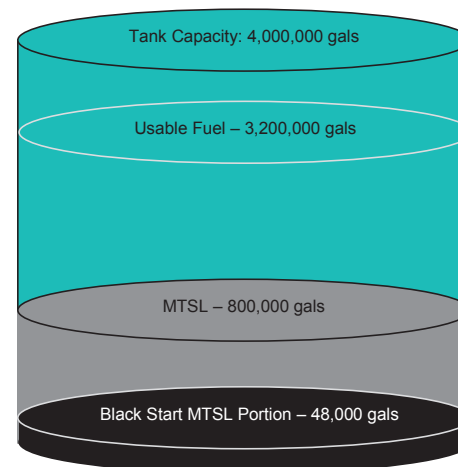 Tank Capacity: 4,000,000 gals
Usable Fuel – 3,200,000 gals
MTSL – 800,000 gals
Black Start MTSL Portion – 48,000 gals